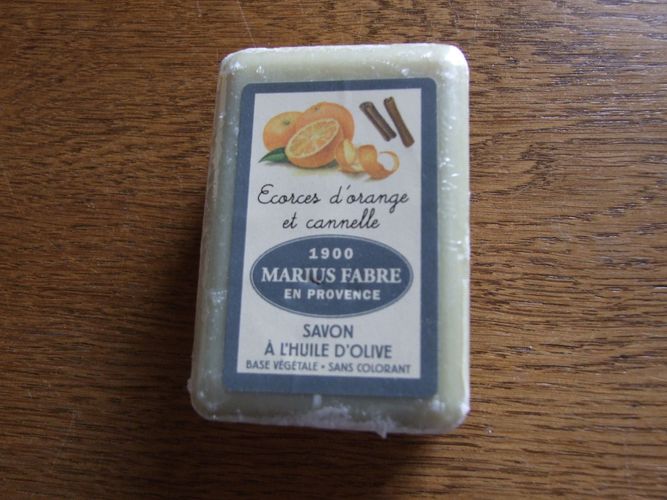 Ecorces d'orange
et cannelle
1900
MARIUS FABRE
EN PROVENCE
SAVON
À L'HUILE D'OLIVE
BASE VÉGÉTALE • SANS COLORANT